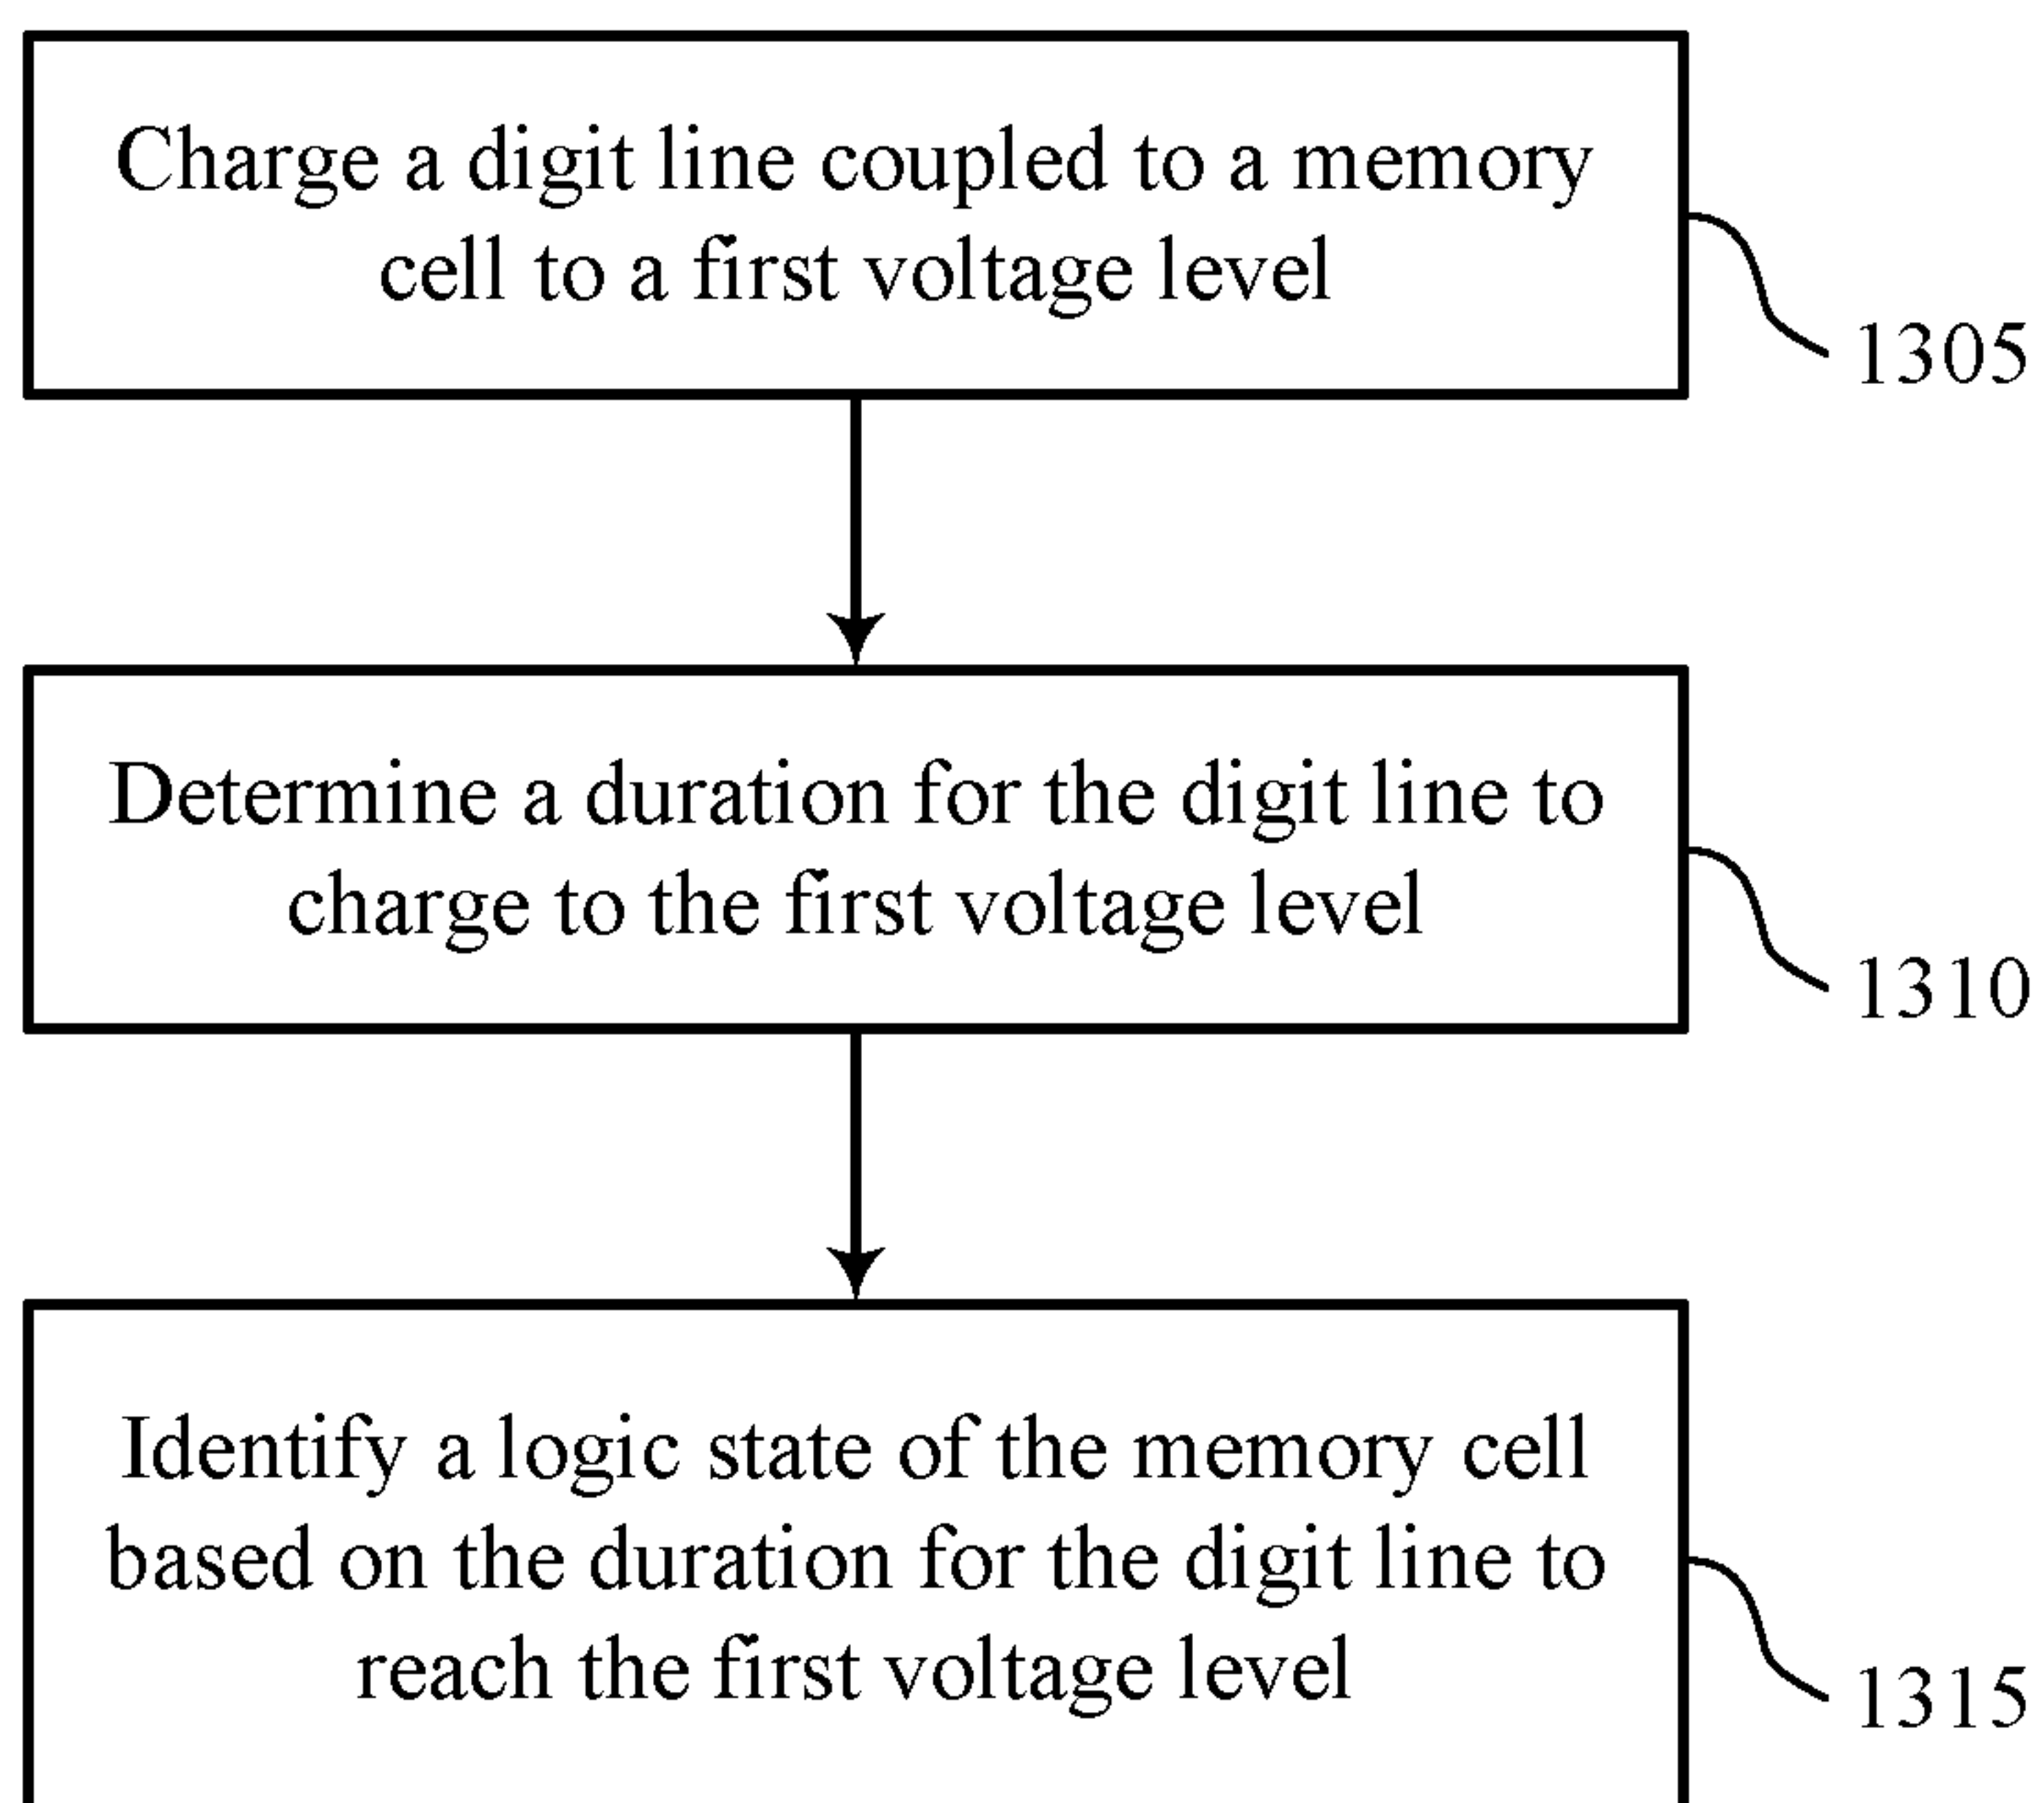 Charge a digit line coupled to a memory
cell to a first voltage level
1305
Determine a duration for the digit line to
charge to the first voltage level
1310
Identify a logic state of the memory cell
based on the duration for the digit line to
reach the first voltage level
1315